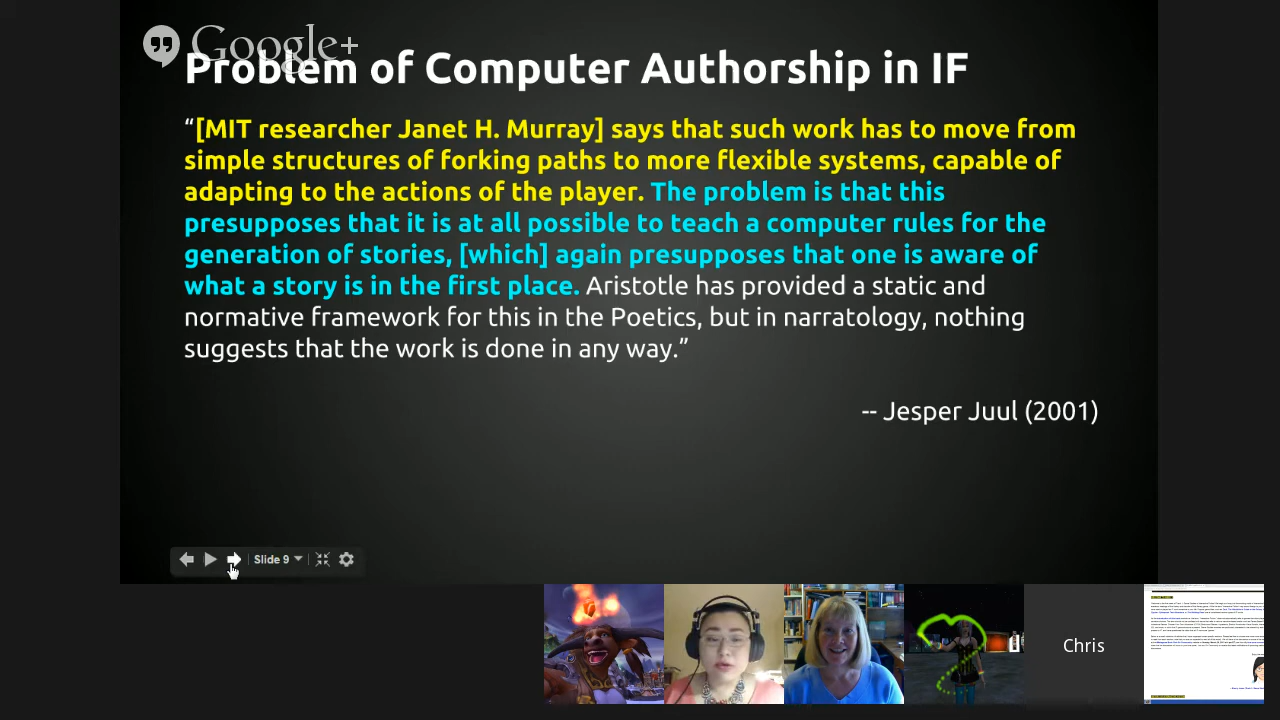 Google+
Problem of Computer Authorship in IF
“[MIT researcher Janet H. Murray] says that such work has to move from
simple structures of forking paths to more flexible systems, capable of
adapting to the actions of the player. The problem is that this
presupposes that it is at all possible to teach a computer rules for the
generation of stories, [which] again presupposes that one is aware of
what a story is in the first place. Aristotle has provided a static and
normative framework for this in the Poetics, but in narratology, nothing
suggests that the work is done in any way.”
-- Jesper Juul (2001)
Slide 9
Chris